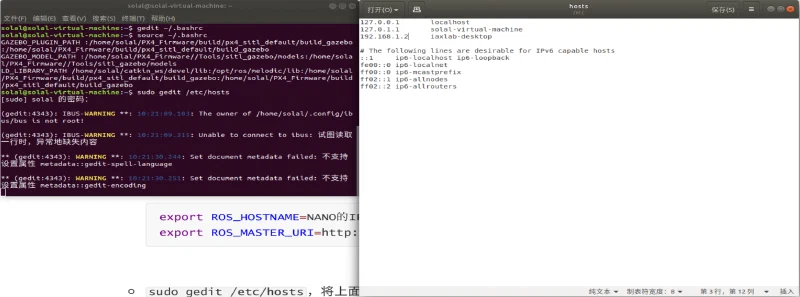 solal@solal-virtual-machine: ~
文件(F) 编辑(E) 查看(V) 搜索(S) 终端(T) 帮助(H)
solal@solal-virtual-machine:~$ gedit ~/.bashrc
solal@solal-virtual-machine:~$ source ~/.bashrc
GAZEBO_PLUGIN_PATH :/home/solal/PX4_Firmware/build/px4_sitl_default/build_gazebo
:/home/solal/PX4_Firmware/build/px4_sitl_default/build_gazebo
GAZEBO_MODEL_PATH :/home/solal/PX4_Firmware//Tools/sitl_gazebo/models:/home/sola
l/PX4_Firmware//Tools/sitl_gazebo/models
LD_LIBRARY_PATH /home/solal/catkin_ws/devel/lib:/opt/ros/melodic/lib:/home/solal
/PX4_Firmware/build/px4_sitl_default/build_gazebo:/home/solal/PX4_Firmware/build
/px4_sitl_default/build_gazebo
solal@solal-virtual-machine:~$ sudo gedit /etc/hosts
[sudo] solal 的密码:
(gedit:4343): IBUS-WARNING **: 10:21:09.103: The owner of /home/solal/.config/ib
us/bus is not root!
(gedit:4343): IBUS-WARNING **: 10:21:09.315: Unable to connect to ibus: 试图读取
一行时，异常地缺失内容
** (gedit:4343): WARNING **: 10:21:30.244: Set document metadata failed: 不支持
设置属性 metadata::gedit-spell-language
** (gedit:4343): WARNING **: 10:21:30.251: Set document metadata failed: 不支持
设置属性 metadata::gedit-encoding
export ROS_HOSTNAME=NANO的IP
export ROS_MASTER_URI=http:
sudo gedit /etc/hosts ，将上面
打开(O)
hosts
/etc
保存(S)
127.0.0.1 localhost
127.0.1.1 solal-virtual-machine
192.168.1.2 iaxlab-desktop
# The following lines are desirable for IPv6 capable hosts
::1 ip6-localhost ip6-loopback
fe00::0 ip6-localnet
ff00::0 ip6-mcastprefix
ff02::1 ip6-allnodes
ff02::2 ip6-allrouters
纯文本 制表符宽度：8 第 3 行，第 12 列 插入